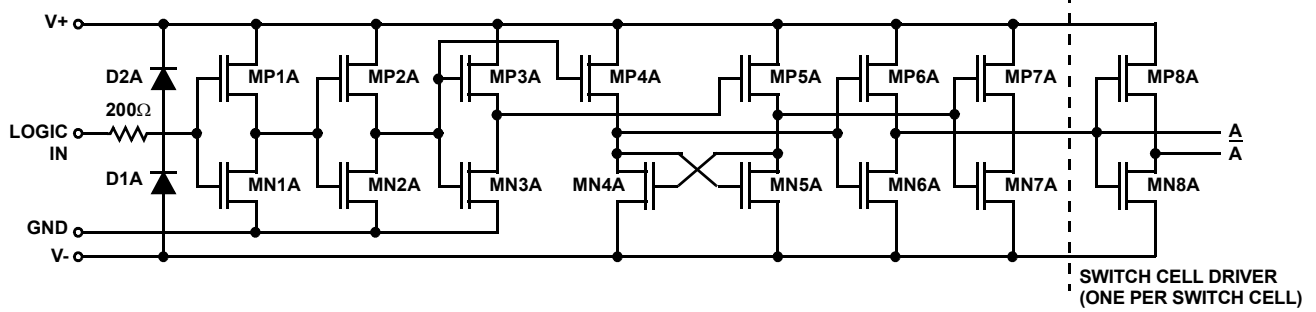 V+
D2A
MP1A
MP2A
MP3A
MP4A
MP5A
MP6A
MP7A
MP8A
200Ω
LOGIC
IN
A
A
D1A
MN1A
MN2A
MN3A
MN4A
MN5A
MN6A
MN7A
MN8A
GND
V-
SWITCH CELL DRIVER
(ONE PER SWITCH CELL)